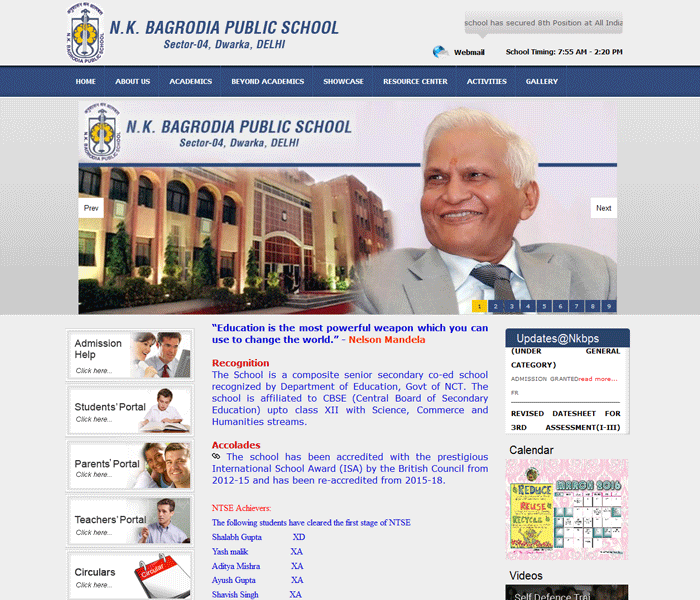 N.K. BAGRODIA PUBLIC SCHOOL
Sector-04, Dwarka, DELHI
school has secured 8th Position at All India
Webmail
School Timing: 7:55 AM - 2:20 PM
HOME ABOUT US ACADEMICS BEYOND ACADEMICS SHOWCASE RESOURCE CENTER ACTIVITIES GALLERY
N.K. BAGRODIA PUBLIC SCHOOL
Sector-04, Dwarka, DELHI
Prev
Next
1 2 3 4 5 6 7 8 9
Admission
Help
Click here...
Students' Portal
Click here...
Parents' Portal
Click here...
Teachers' Portal
Click here...
Circulars
Click here...
Circular
“Education is the most powerful weapon which you can
use to change the world.” - Nelson Mandela
Recognition
The School is a composite senior secondary co-ed school
recognized by Department of Education, Govt of NCT. The
school is affiliated to CBSE (Central Board of Secondary
Education) upto class XII with Science, Commerce and
Humanities streams.
Accolades
The school has been accredited with the prestigious
International School Award (ISA) by the British Council from
2012-15 and has been re-accredited from 2015-18.
NTSE Achievers:
The following students have cleared the first stage of NTSE
Shalabh Gupta XD
Yash malik XA
Aditya Mishra XA
Ayush Gupta XA
Shavish Singh XA
Updates@Nkbps
(UNDER GENERAL
CATEGORY)
ADMISSION GRANTEDread more...
FR
REVISED DATESHEET FOR
3RD ASSESSMENT(I-III)
Calendar
REDUCE
REUSE
RECYCLE
MARCH 2016
Videos
Self Defence Trai